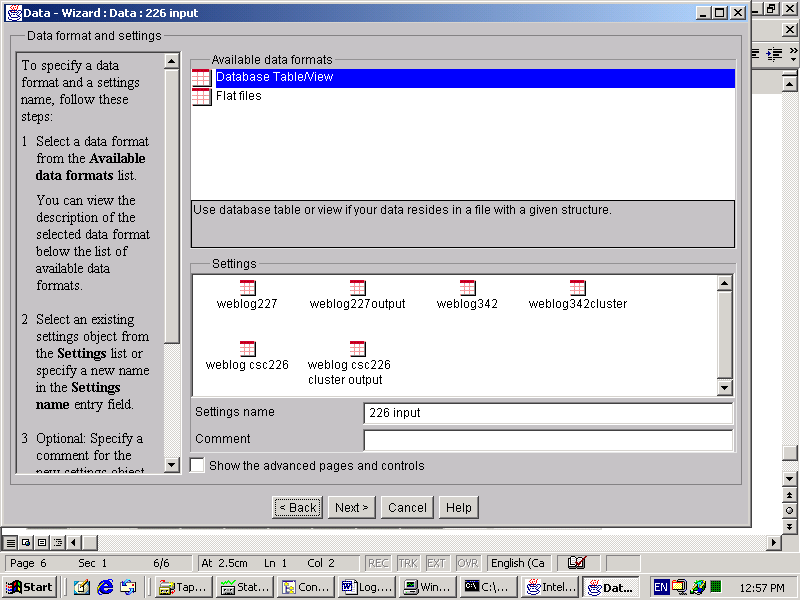 Data - Wizard : Data : 226 input
Data format and settings
To specify a data
format and a settings
name, follow these
steps:
1 Select a data format
from the Available
data formats list.
You can view the
description of the
selected data format
below the list of
available data
formats.
2 Select an existing
settings object from
the Settings list or
specify a new name
in the Settings
name entry field.
3 Optional: Specify a
comment for the
new settings object
Available data formats
Database Table/View
Flat files
Use database table or view if your data resides in a file with a given structure.
Settings
weblog227
weblog227output
weblog342
weblog342cluster
weblog csc226
weblog csc226
cluster output
Settings name
226 input
Comment
Show the advanced pages and controls
< Back
Next >
Cancel
Help
Page 6 Sec 1 6/6 At 2.5cm Ln 1 Col 2 REC TRK EXT OVR English (Ca
Start Tap... Stat... Con... Log.... Win... C:\... Intel... Dat... EN 12:57 PM